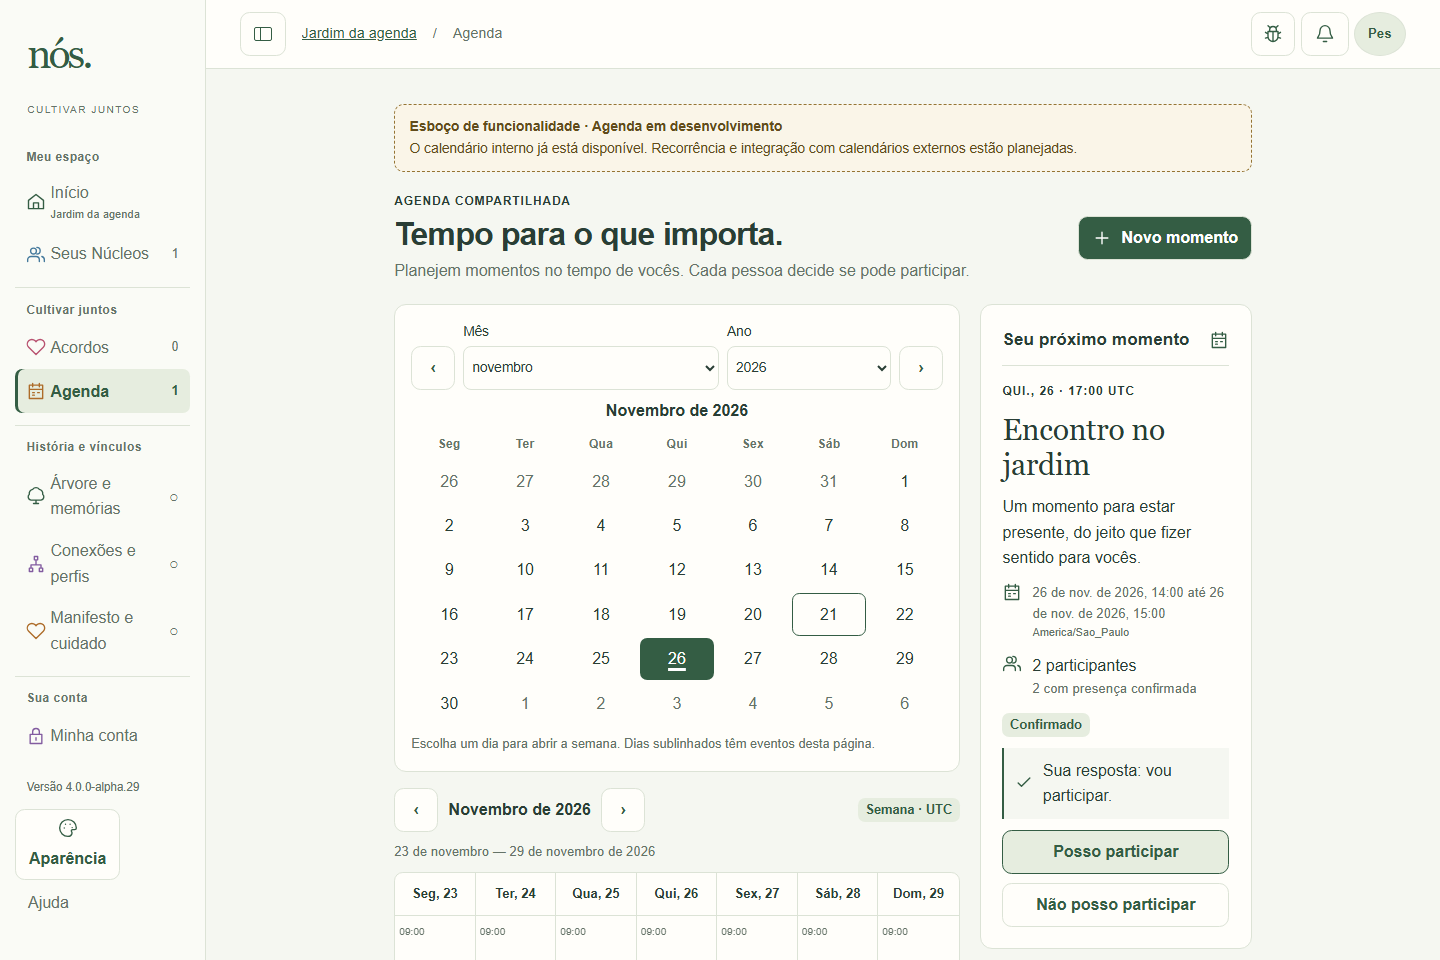 nós.
CULTIVAR JUNTOS
Meu espaço
Início
Jardim da agenda
Seus Núcleos 1
Cultivar juntos
Acordos 0
Agenda 1
História e vínculos
Árvore e
memórias
Conexões e
perfis
Manifesto e
cuidado
Sua conta
Minha conta
Versão 4.0.0-alpha.29
Aparência
Ajuda
Jardim da agenda / Agenda
Pes
Esboço de funcionalidade · Agenda em desenvolvimento
O calendário interno já está disponível. Recorrência e integração com calendários externos estão planejadas.
AGENDA COMPARTILHADA
Tempo para o que importa.
Planejem momentos no tempo de vocês. Cada pessoa decide se pode participar.
+ Novo momento
Mês Ano
‹ novembro 2026 ›
Novembro de 2026
Seg Ter Qua Qui Sex Sáb Dom
26 27 28 29 30 31 1
2 3 4 5 6 7 8
9 10 11 12 13 14 15
16 17 18 19 20 21 22
23 24 25 26 27 28 29
30 1 2 3 4 5 6
Escolha um dia para abrir a semana. Dias sublinhados têm eventos desta página.
‹ Novembro de 2026 › Semana · UTC
23 de novembro — 29 de novembro de 2026
Seg, 23 Ter, 24 Qua, 25 Qui, 26 Sex, 27 Sáb, 28 Dom, 29
09:00 09:00 09:00 09:00 09:00 09:00 09:00
Seu próximo momento
QUI., 26 · 17:00 UTC
Encontro no
jardim
Um momento para estar
presente, do jeito que fizer
sentido para vocês.
26 de nov. de 2026, 14:00 até 26
de nov. de 2026, 15:00
America/Sao_Paulo
2 participantes
2 com presença confirmada
Confirmado
Sua resposta: vou
participar.
Posso participar
Não posso participar